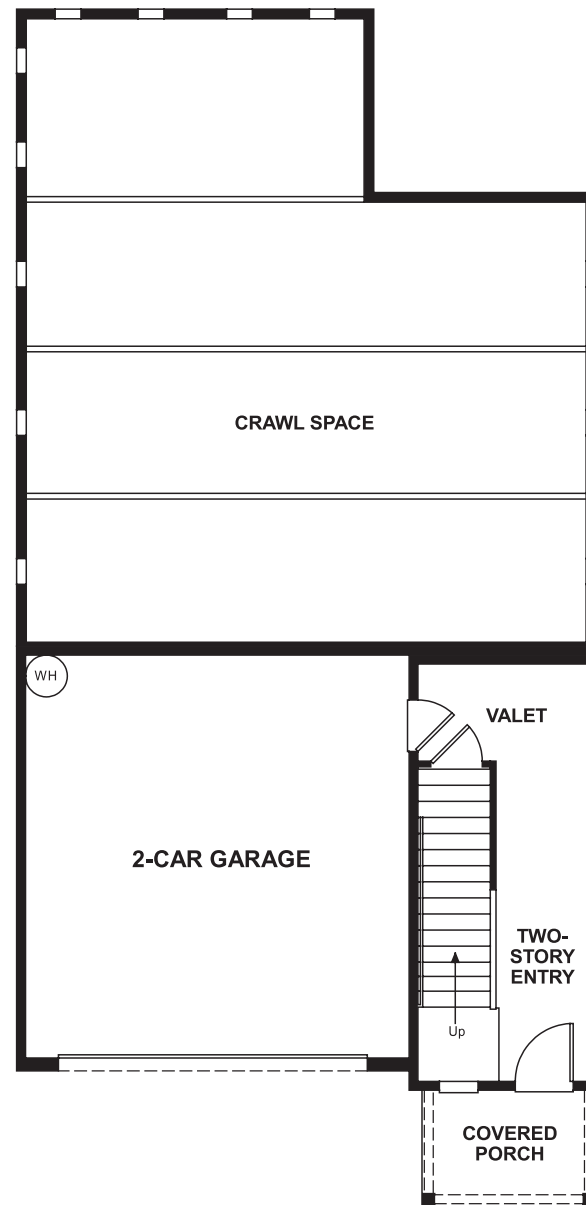 CRAWL SPACE
WH
VALET
2-CAR GARAGE
TWO-
STORY
ENTRY
Up
COVERED
PORCH